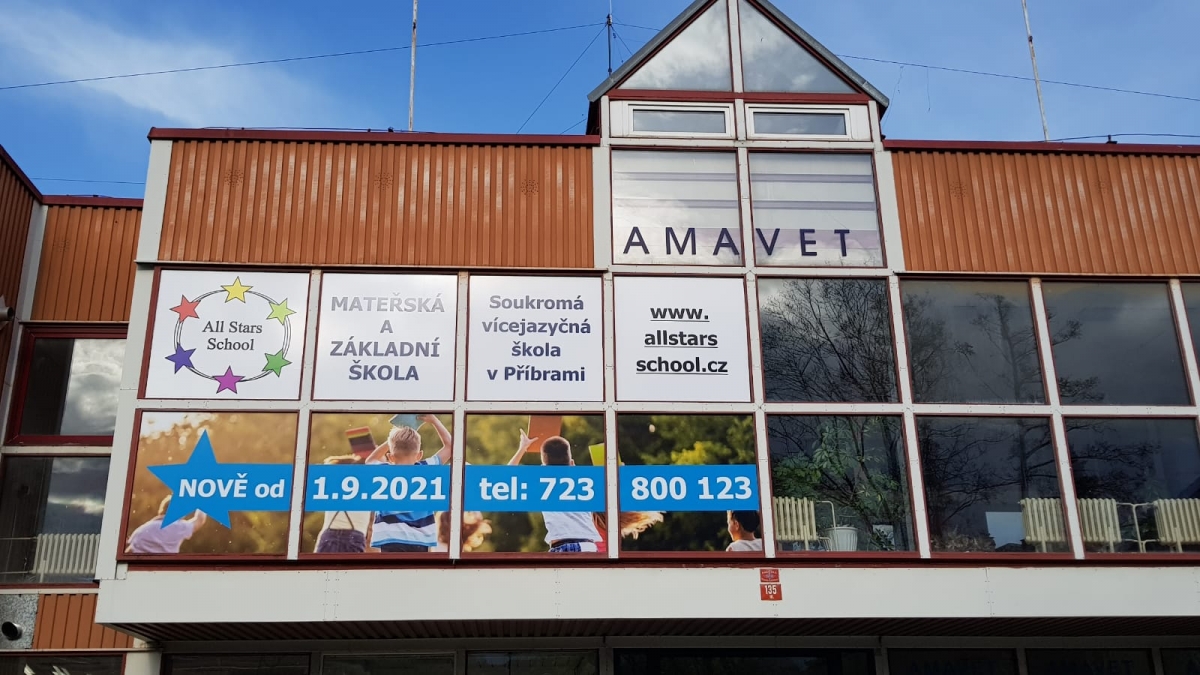 AMAVET
All Stars
School
MATEŘSKÁ
A
ZÁKLADNÍ
ŠKOLA
Soukromá
vícejazyčná
škola
v Příbrami
www.
allstars
school.cz
NOVĚ od 1.9.2021 tel: 723 800 123
135